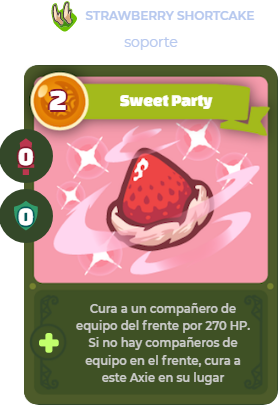 STRAWBERRY SHORTCAKE
soporte
2
Sweet Party
0
0
Cura a un compañero de
equipo del frente por 270 HP.
Si no hay compañeros de
equipo en el frente, cura a
este Axie en su lugar